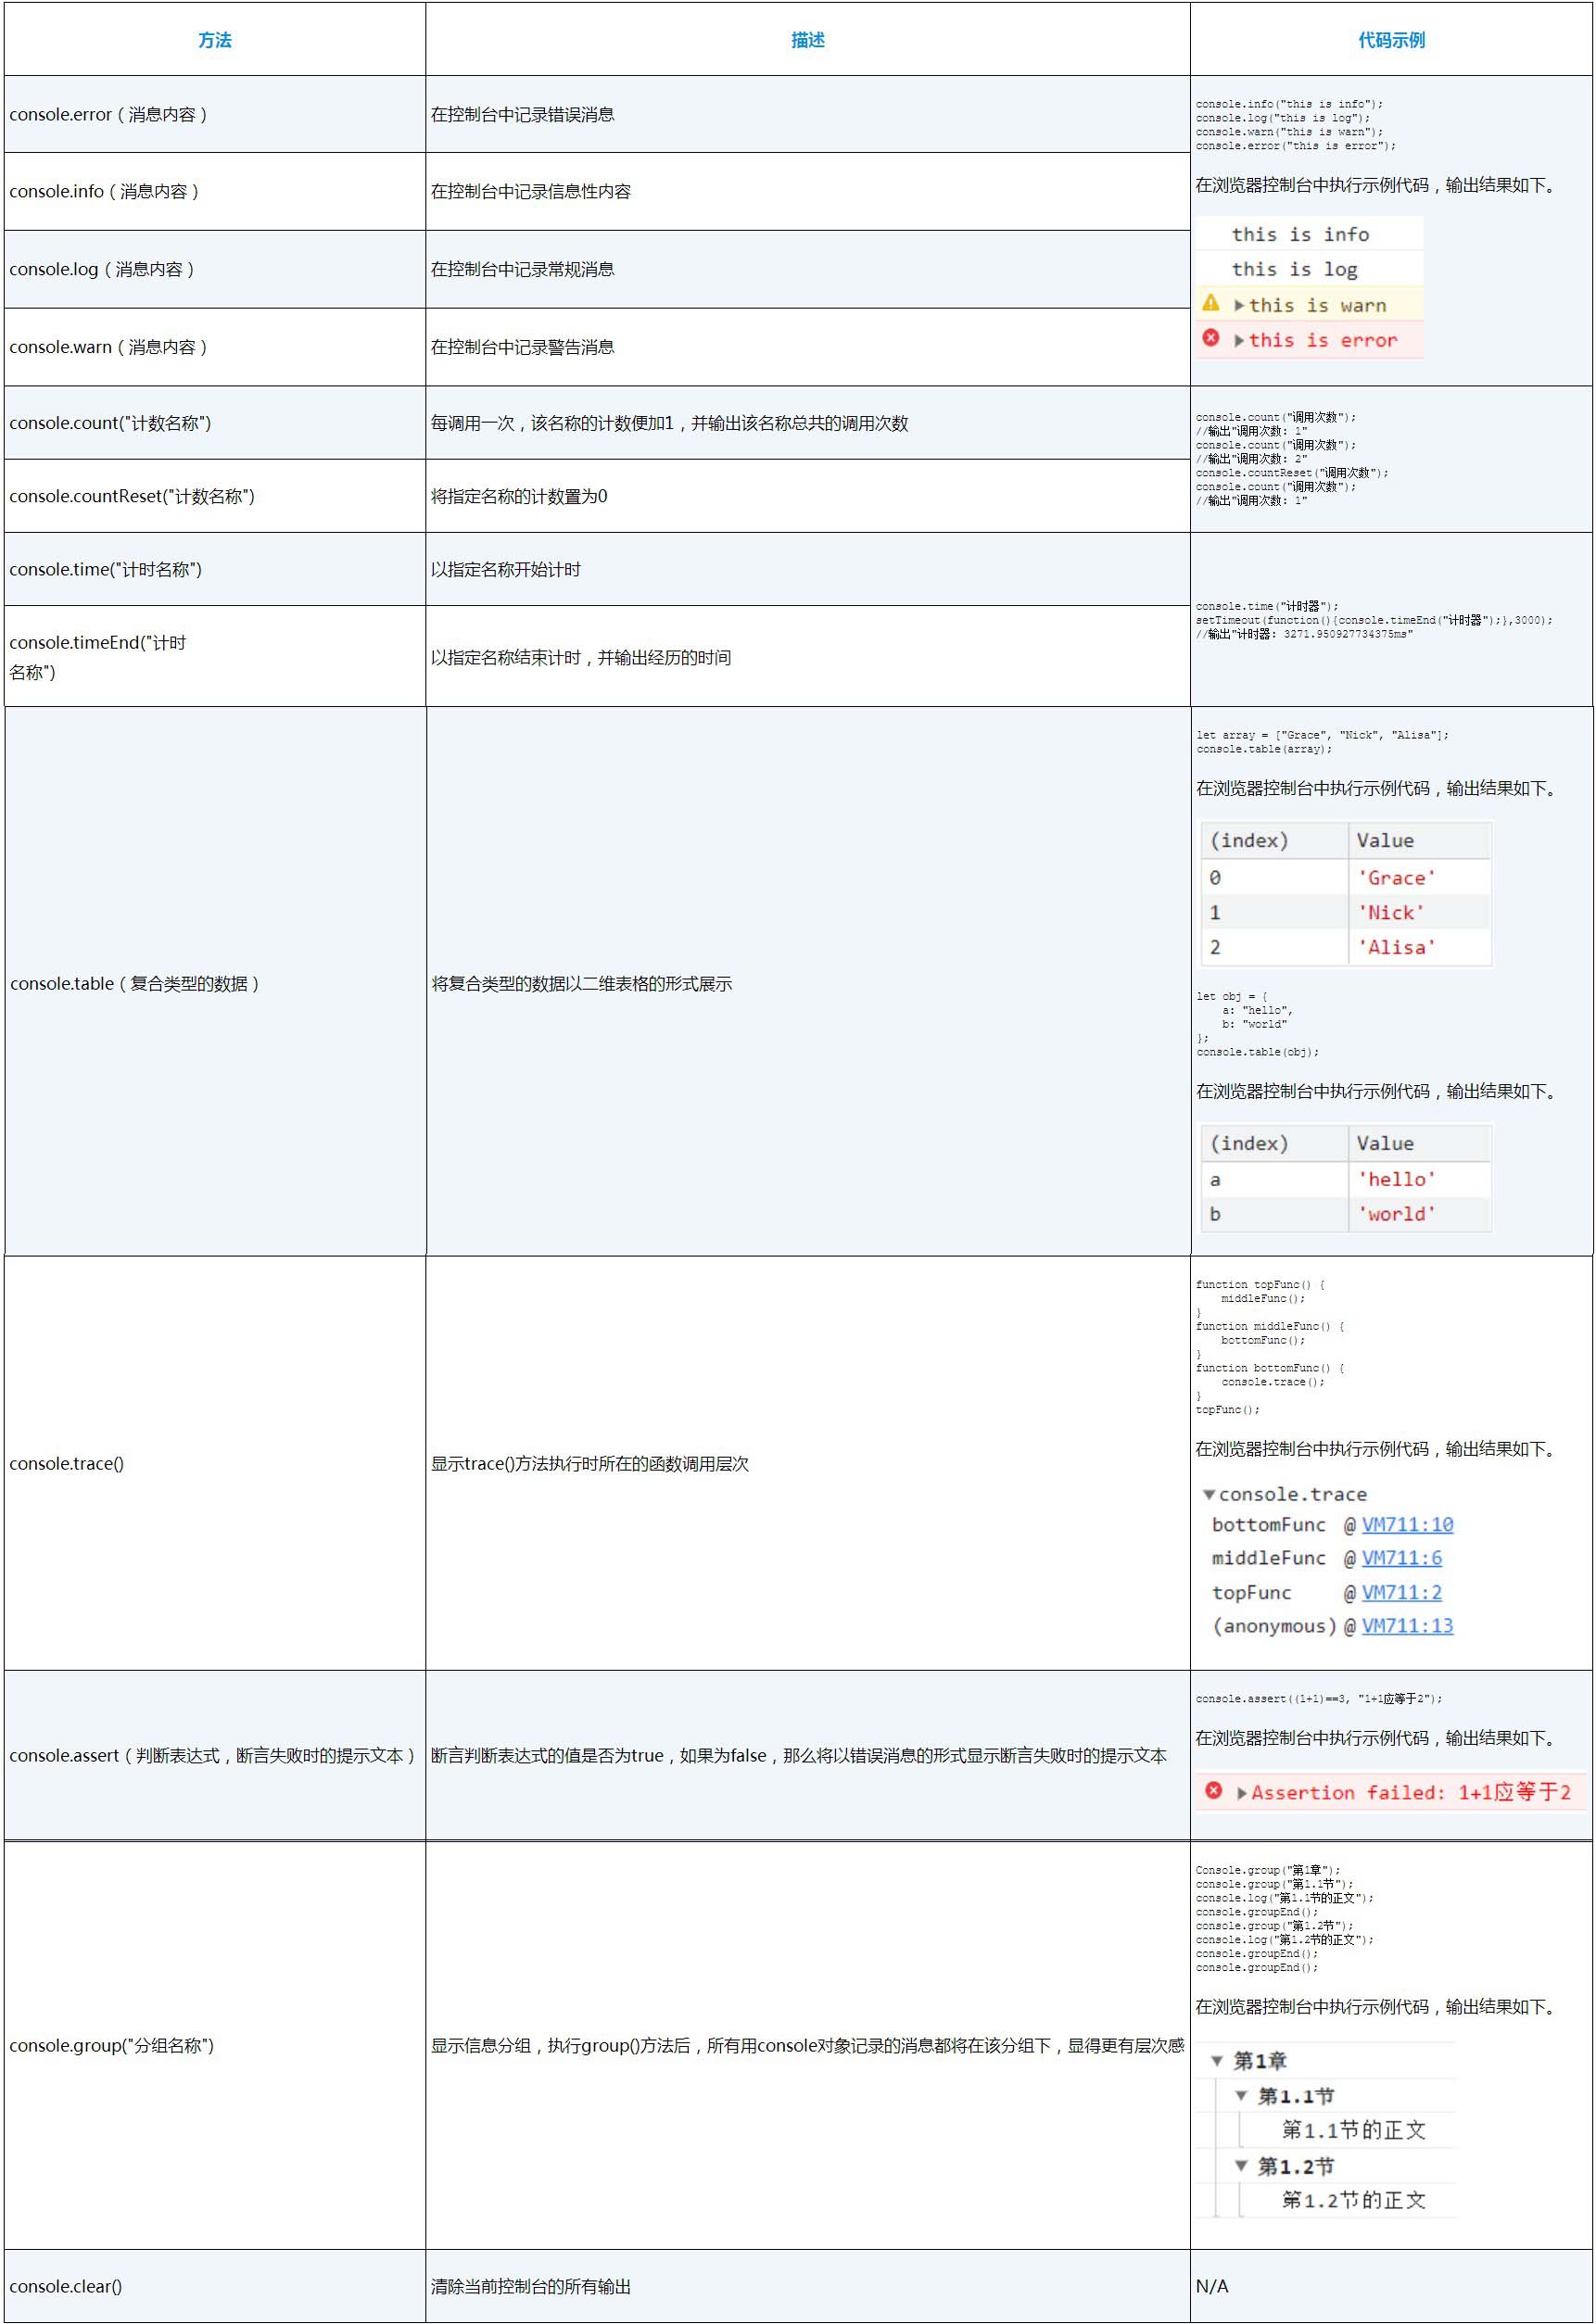 方法
描述
代码示例
console.error（消息内容）
在控制台中记录错误消息
console.info("this is info");
console.log("this is log");
console.warn("this is warn");
console.error("this is error");
在浏览器控制台中执行示例代码，输出结果如下。
this is info
this is log
this is warn
this is error
console.info（消息内容）
在控制台中记录信息性内容
console.log（消息内容）
在控制台中记录常规消息
console.warn（消息内容）
在控制台中记录警告消息
console.count("计数名称")
每调用一次，该名称的计数便加1，并输出该名称总共的调用次数
console.count("调用次数");
//输出"调用次数: 1"
console.count("调用次数");
//输出"调用次数: 2"
console.countReset("调用次数");
console.count("调用次数");
//输出"调用次数: 1"
console.countReset("计数名称")
将指定名称的计数置为0
console.time("计时名称")
以指定名称开始计时
console.time("计时器");
setTimeout(function(){console.timeEnd("计时器");},3000);
//输出"计时器: 3271.950927734375ms"
console.timeEnd("计时
名称")
以指定名称结束计时，并输出经历的时间
console.table（复合类型的数据）
将复合类型的数据以二维表格的形式展示
let array = ["Grace", "Nick", "Alisa"];
console.table(array);
在浏览器控制台中执行示例代码，输出结果如下。
(index) Value
0 'Grace'
1 'Nick'
2 'Alisa'
let obj = {
a: "hello",
b: "world"
};
console.table(obj);
在浏览器控制台中执行示例代码，输出结果如下。
(index) Value
a 'hello'
b 'world'
console.trace()
显示trace()方法执行时所在的函数调用层次
function topFunc() {
middleFunc();
}
function middleFunc() {
bottomFunc();
}
function bottomFunc() {
console.trace();
}
topFunc();
在浏览器控制台中执行示例代码，输出结果如下。
console.trace
bottomFunc @ VM711:10
middleFunc @ VM711:6
topFunc @ VM711:2
(anonymous) @ VM711:13
console.assert（判断表达式，断言失败时的提示文本）
断言判断表达式的值是否为true，如果为false，那么将以错误消息的形式显示断言失败时的提示文本
console.assert((1+1)==3, "1+1应等于2");
在浏览器控制台中执行示例代码，输出结果如下。
Assertion failed: 1+1应等于2
console.group("分组名称")
显示信息分组，执行group()方法后，所有用console对象记录的消息都将在该分组下，显得更有层次感
Console.group("第1章");
console.group("第1.1节");
console.log("第1.1节的正文");
console.groupEnd();
console.group("第1.2节");
console.log("第1.2节的正文");
console.groupEnd();
console.groupEnd();
在浏览器控制台中执行示例代码，输出结果如下。
第1章
第1.1节
第1.1节的正文
第1.2节
第1.2节的正文
console.clear()
清除当前控制台的所有输出
N/A